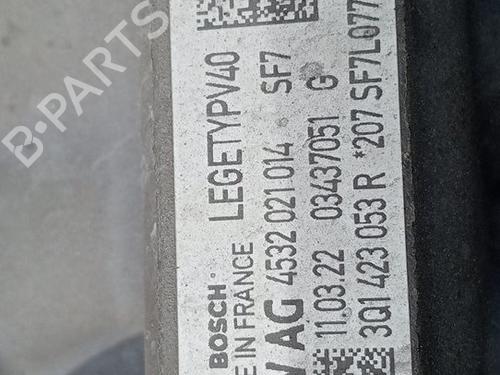 BOSCH LEGETYPV40
E IN FRANCE
AG 4532 021 014 SF7
11.03.22 03437051 G
3Q1 423 053 R *207 SF7L077
B-PARTS